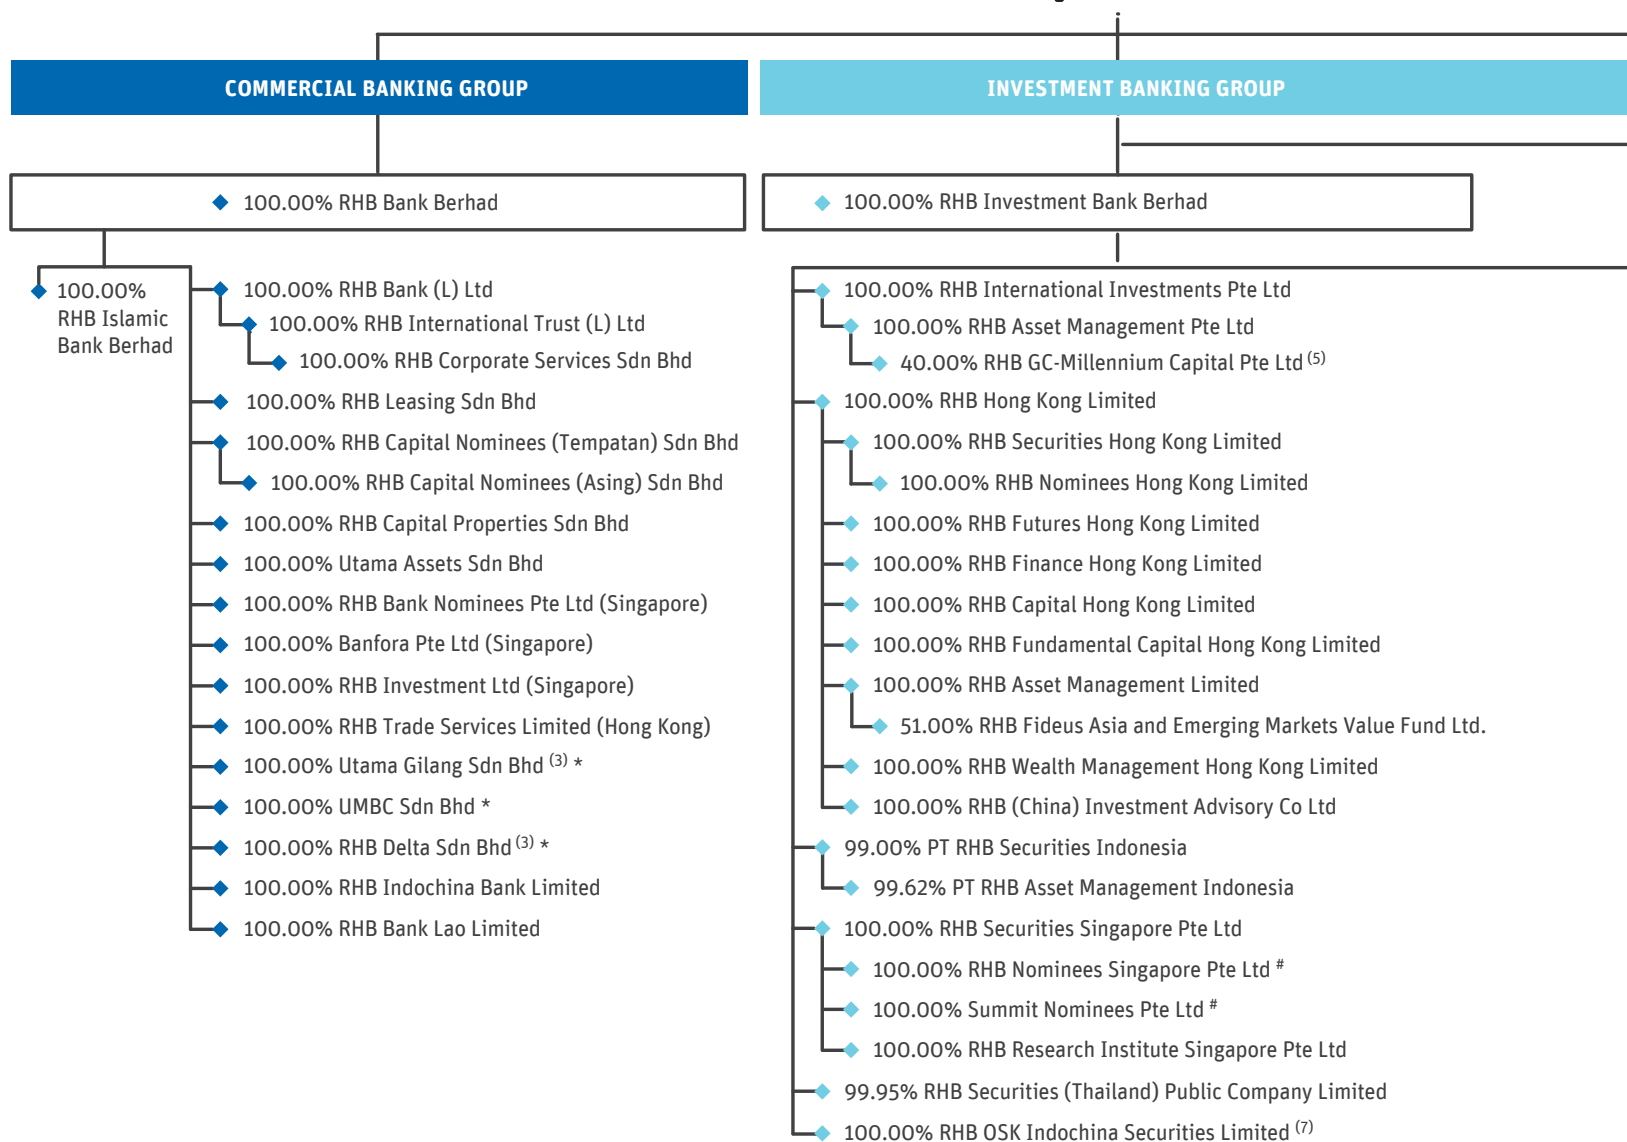 COMMERCIAL BANKING GROUP
100.00% RHB Bank Berhad
100.00%
RHB Islamic
Bank Berhad
100.00% RHB Bank (L) Ltd
100.00% RHB International Trust (L) Ltd
100.00% RHB Corporate Services Sdn Bhd
100.00% RHB Leasing Sdn Bhd
100.00% RHB Capital Nominees (Tempatan) Sdn Bhd
100.00% RHB Capital Nominees (Asing) Sdn Bhd
100.00% RHB Capital Properties Sdn Bhd
100.00% Utama Assets Sdn Bhd
100.00% RHB Bank Nominees Pte Ltd (Singapore)
100.00% Banfora Pte Ltd (Singapore)
100.00% RHB Investment Ltd (Singapore)
100.00% RHB Trade Services Limited (Hong Kong)
100.00% Utama Gilang Sdn Bhd (3) *
100.00% UMBC Sdn Bhd *
100.00% RHB Delta Sdn Bhd (3) *
100.00% RHB Indochina Bank Limited
100.00% RHB Bank Lao Limited
INVESTMENT BANKING GROUP
100.00% RHB Investment Bank Berhad
100.00% RHB International Investments Pte Ltd
100.00% RHB Asset Management Pte Ltd
40.00% RHB GC-Millennium Capital Pte Ltd (5)
100.00% RHB Hong Kong Limited
100.00% RHB Securities Hong Kong Limited
100.00% RHB Nominees Hong Kong Limited
100.00% RHB Futures Hong Kong Limited
100.00% RHB Finance Hong Kong Limited
100.00% RHB Capital Hong Kong Limited
100.00% RHB Fundamental Capital Hong Kong Limited
100.00% RHB Asset Management Limited
51.00% RHB Fideus Asia and Emerging Markets Value Fund Ltd.
100.00% RHB Wealth Management Hong Kong Limited
100.00% RHB (China) Investment Advisory Co Ltd
99.00% PT RHB Securities Indonesia
99.62% PT RHB Asset Management Indonesia
100.00% RHB Securities Singapore Pte Ltd
100.00% RHB Nominees Singapore Pte Ltd #
100.00% Summit Nominees Pte Ltd #
100.00% RHB Research Institute Singapore Pte Ltd
99.95% RHB Securities (Thailand) Public Company Limited
100.00% RHB OSK Indochina Securities Limited (7)